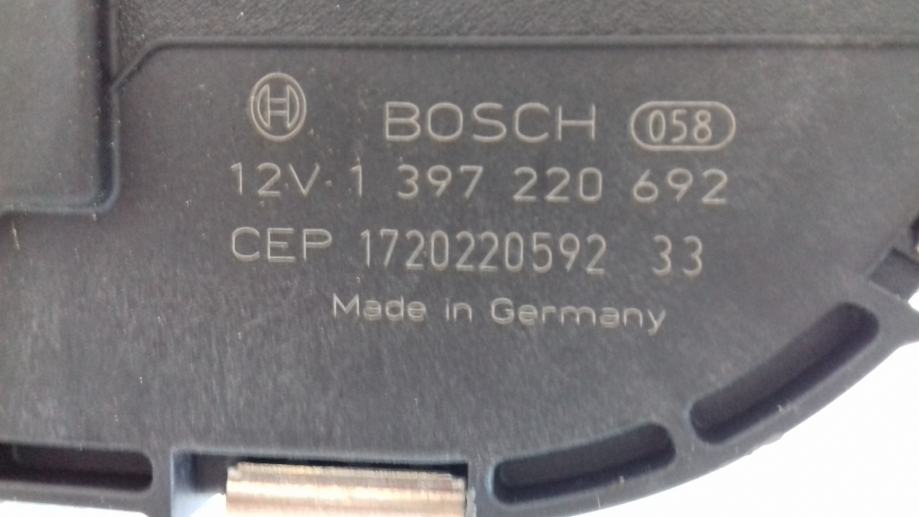 BOSCH 058
12V 1 397 220 692
CEP 1720220592 33
Made in Germany